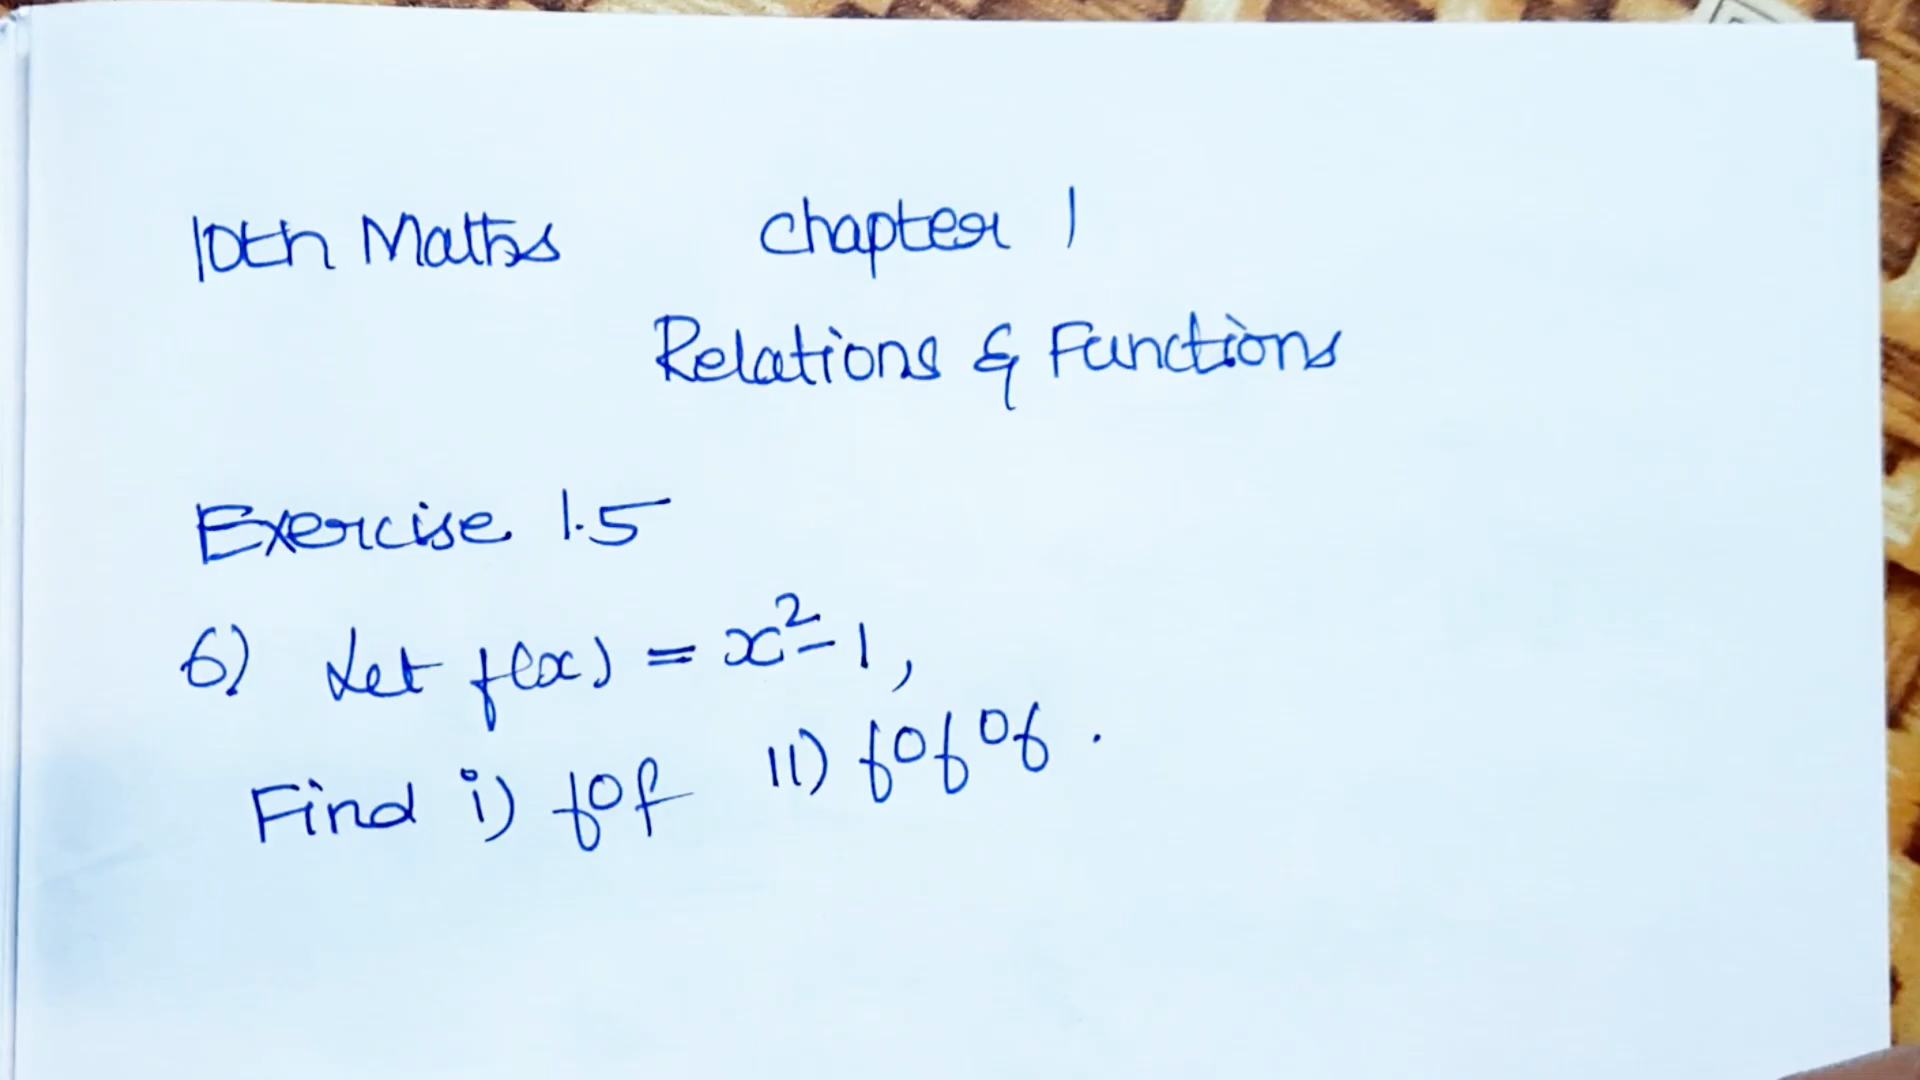 10th Maths chapter 1
Relations & Functions
Exercise 1.5
6) Let f(x) = x²-1,
Find i) fof ii) fofof.